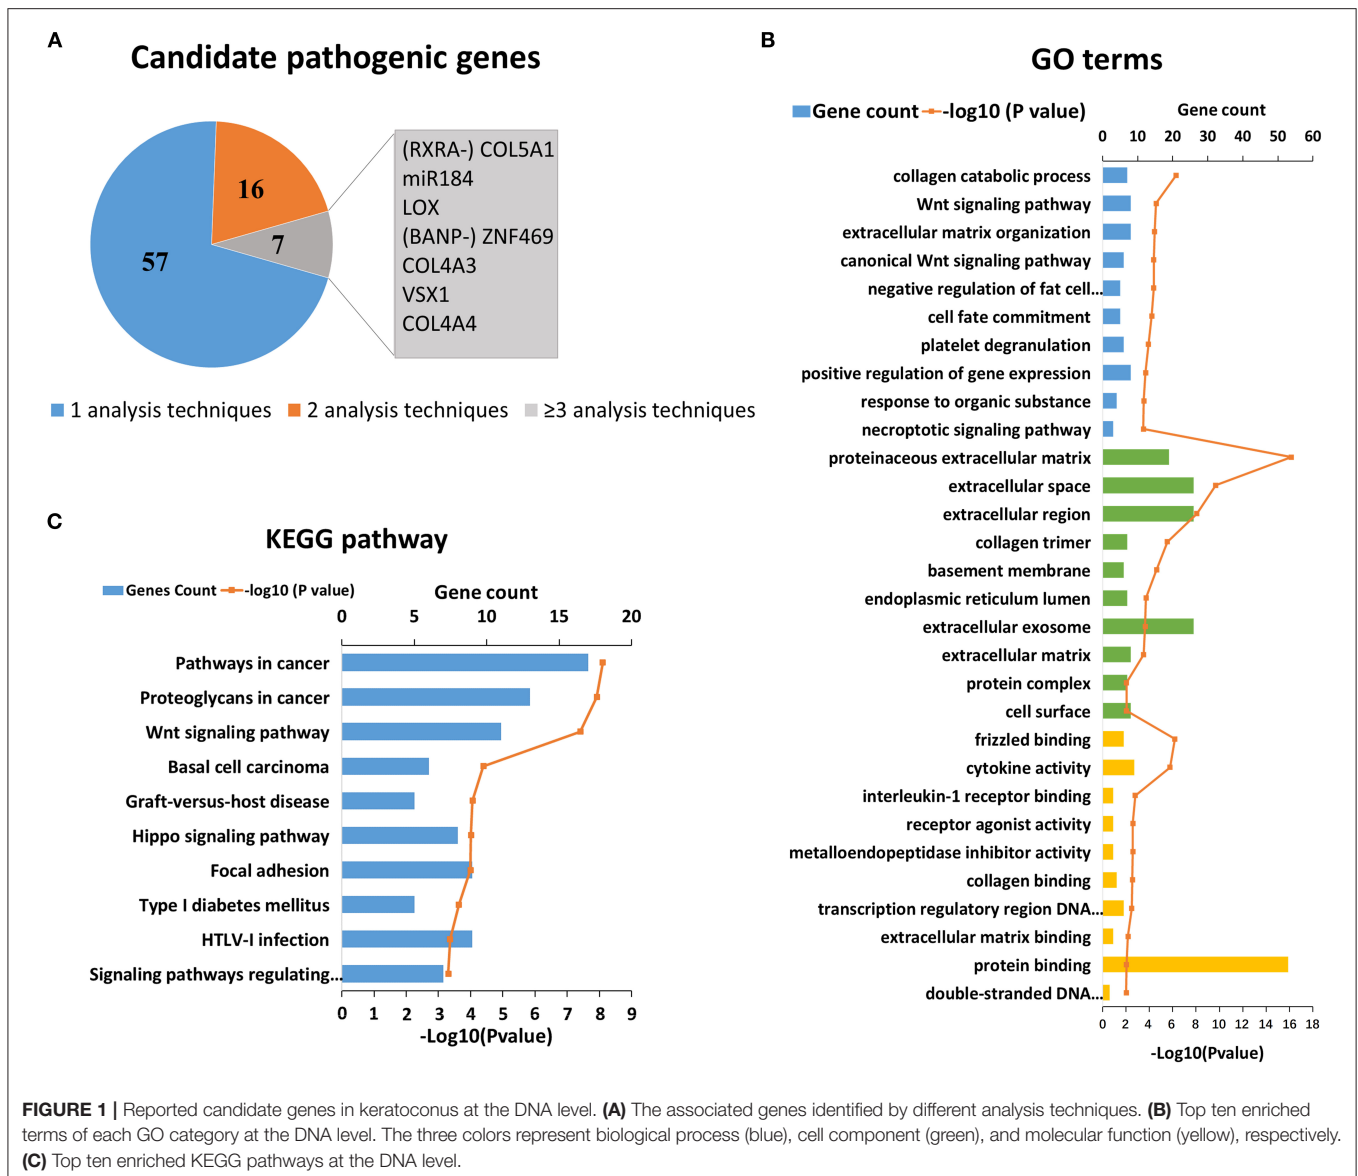 A
Candidate pathogenic genes
57
16
7
(RXRA-) COL5A1
miR184
LOX
(BANP-) ZNF469
COL4A3
VSX1
COL4A4
1 analysis techniques
2 analysis techniques
≥3 analysis techniques
B
GO terms
Gene count
-log10 (P value)
Gene count
0 10 20 30 40 50 60
collagen catabolic process
Wnt signaling pathway
extracellular matrix organization
canonical Wnt signaling pathway
negative regulation of fat cell...
cell fate commitment
platelet degranulation
positive regulation of gene expression
response to organic substance
necroptotic signaling pathway
proteinaceous extracellular matrix
extracellular space
extracellular region
collagen trimer
basement membrane
endoplasmic reticulum lumen
extracellular exosome
extracellular matrix
protein complex
cell surface
frizzled binding
cytokine activity
interleukin-1 receptor binding
receptor agonist activity
metalloendopeptidase inhibitor activity
collagen binding
transcription regulatory region DNA...
extracellular matrix binding
protein binding
double-stranded DNA...
0 2 4 6 8 10 12 14 16 18
-Log10(Pvalue)
C
KEGG pathway
Genes Count
-log10 (P value)
Gene count
0 5 10 15 20
Pathways in cancer
Proteoglycans in cancer
Wnt signaling pathway
Basal cell carcinoma
Graft-versus-host disease
Hippo signaling pathway
Focal adhesion
Type I diabetes mellitus
HTLV-I infection
Signaling pathways regulating...
0 1 2 3 4 5 6 7 8 9
-Log10(Pvalue)
FIGURE 1 | Reported candidate genes in keratoconus at the DNA level. (A) The associated genes identified by different analysis techniques. (B) Top ten enriched
terms of each GO category at the DNA level. The three colors represent biological process (blue), cell component (green), and molecular function (yellow), respectively.
(C) Top ten enriched KEGG pathways at the DNA level.